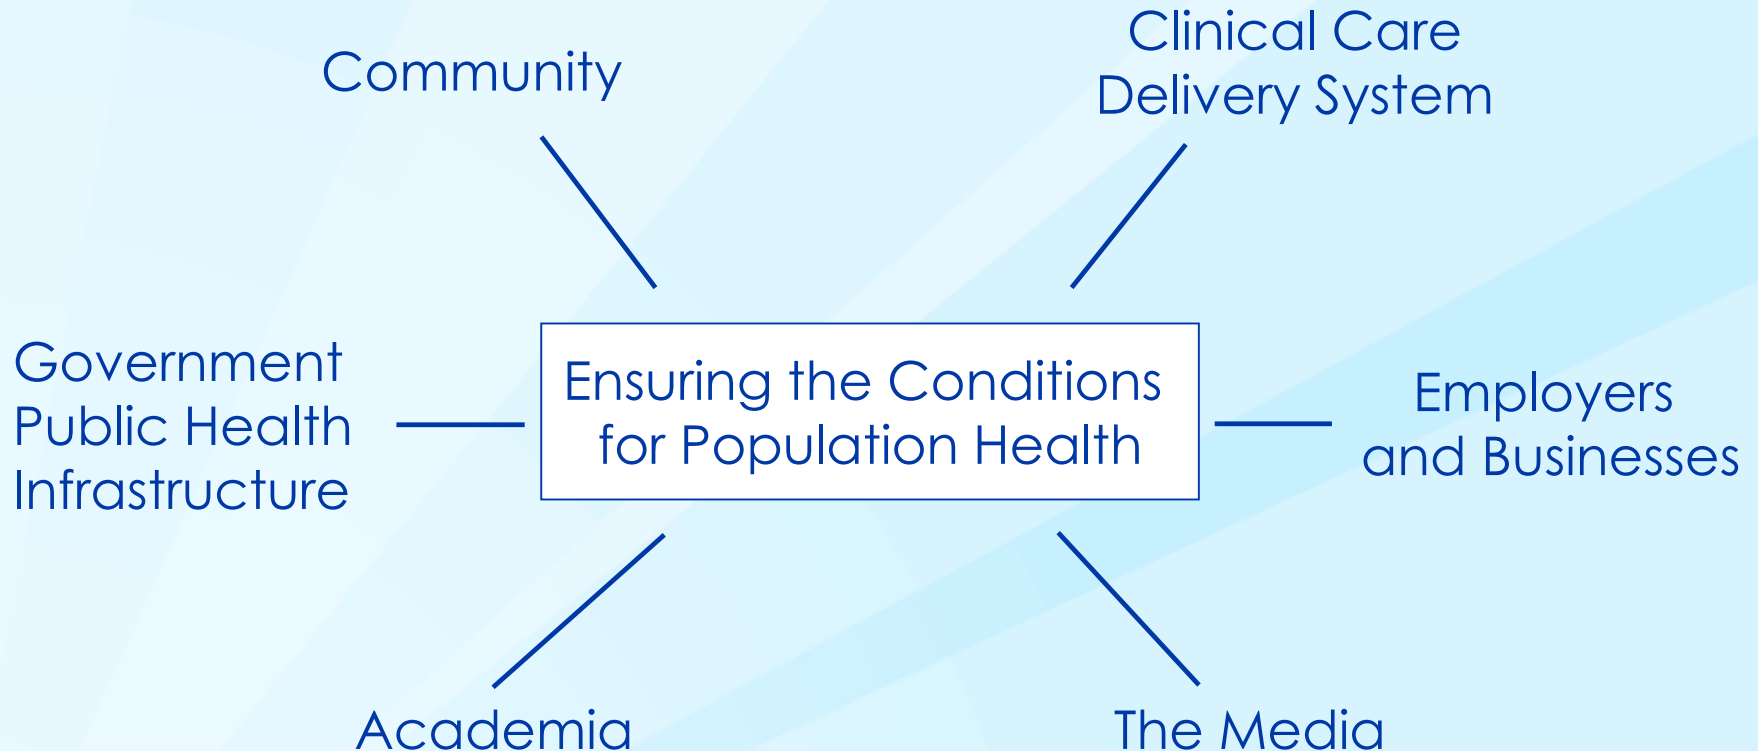 Community
Clinical Care
Delivery System
Government
Public Health
Infrastructure
Ensuring the Conditions
for Population Health
Employers
and Businesses
Academia
The Media